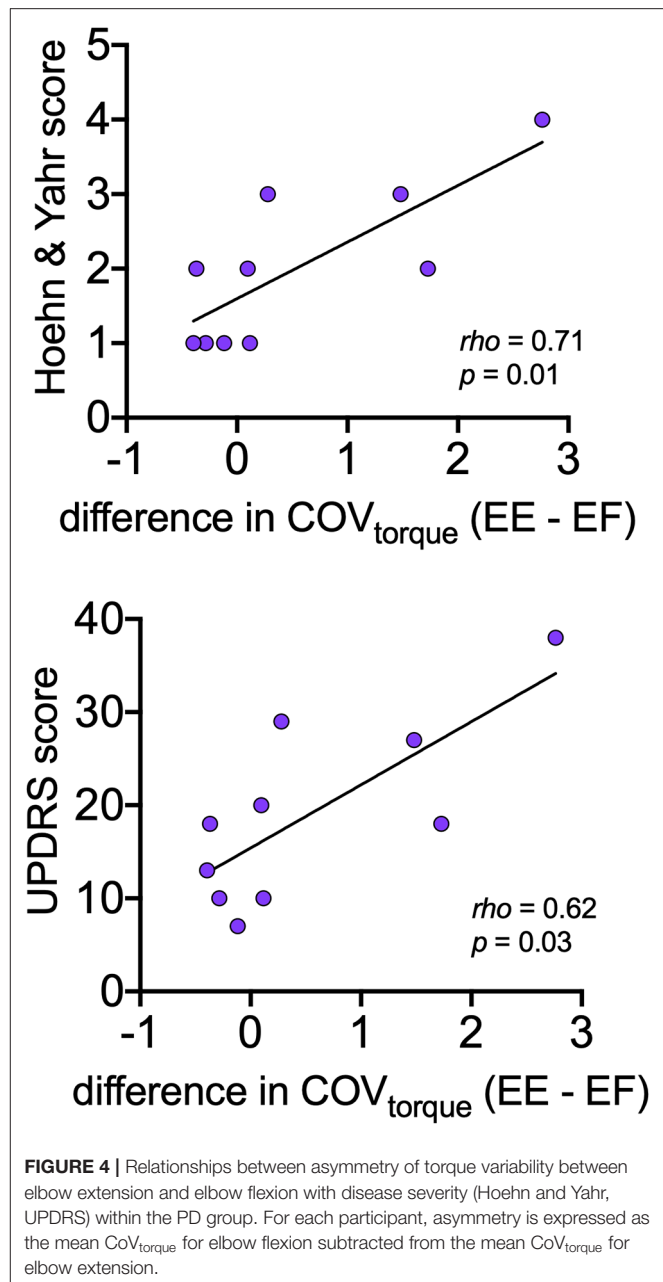 5
4
3
2
1
0
Hoehn & Yahr score
rho = 0.71
p = 0.01
-1 0 1 2 3
difference in COVtorque (EE - EF)
40
30
20
10
0
UPDRS score
rho = 0.62
p = 0.03
-1 0 1 2 3
difference in COVtorque (EE - EF)
FIGURE 4 | Relationships between asymmetry of torque variability between
elbow extension and elbow flexion with disease severity (Hoehn and Yahr,
UPDRS) within the PD group. For each participant, asymmetry is expressed as
the mean CoVtorque for elbow flexion subtracted from the mean CoVtorque for
elbow extension.